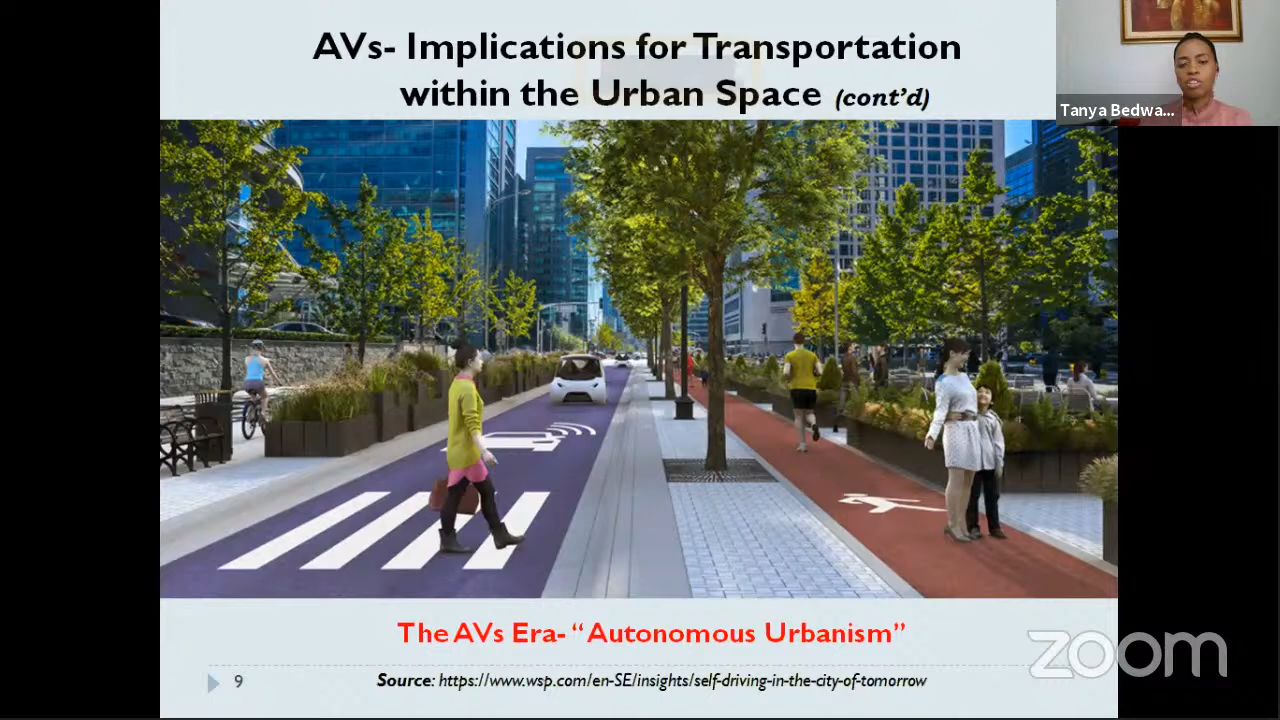 AVs- Implications for Transportation
within the Urban Space (cont'd)
Tanya Bedwa...
The AVs Era- “Autonomous Urbanism”
zoom
9
Source: https://www.wsp.com/en-SE/insights/self-driving-in-the-city-of-tomorrow